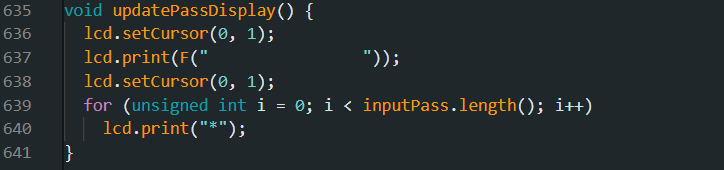 635 void updatePassDisplay() {
636   lcd.setCursor(0, 1);
637   lcd.print(F("                "));
638   lcd.setCursor(0, 1);
639   for (unsigned int i = 0; i < inputPass.length(); i++)
640     lcd.print("*");
641 }